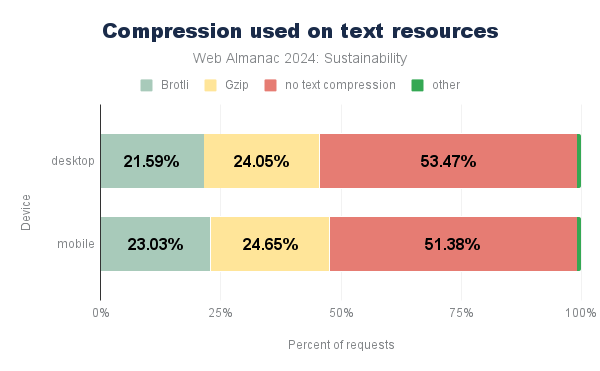 Compression used on text resources
Web Almanac 2024: Sustainability
Brotli Gzip no text compression other
desktop 21.59% 24.05% 53.47%
mobile 23.03% 24.65% 51.38%
Device
0% 25% 50% 75% 100%
Percent of requests